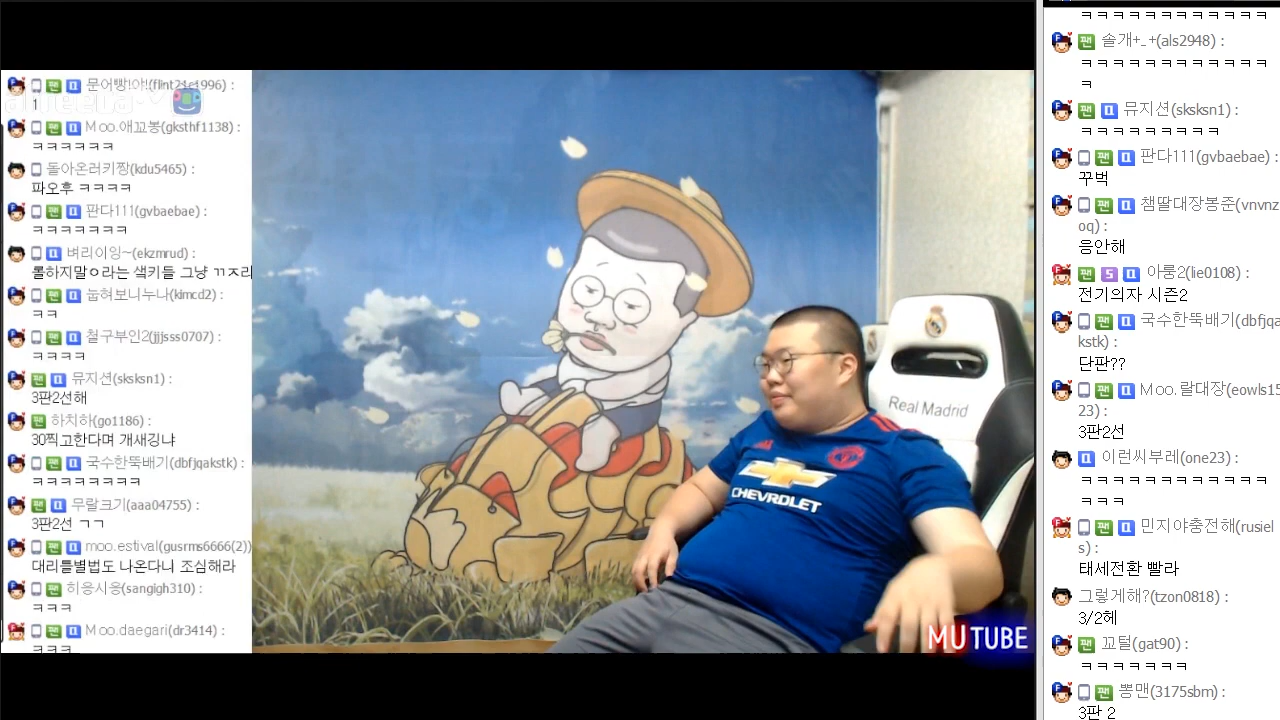 문어빵!야!(flint21c1996) :
1
Moo.애꼬봉(gksthf1138) :
ㅋㅋㅋㅋㅋㅋ
돌아온러키짱(kdu5465) :
파오후 ㅋㅋㅋㅋ
판다111(gvbaebae) :
ㅋㅋㅋㅋㅋㅋㅋ
벼리이잉~(ekzmrud) :
롤하지말ㅇ라는 색키들 그냥 ㄲㅈ리
눕혀보니누나(kimcd2) :
ㅋㅋ
철구부인2(jjjsss0707) :
ㅋㅋㅋㅋ
뮤지션(sksksn1) :
3판2선해
하치하(go1186) :
30찍고한다며 개새깅냐
국수한뚝배기(dbfjqakstk) :
ㅋㅋㅋㅋㅋㅋㅋㅋ
무랄크기(aaa04755) :
3판2선 ㄱㄱ
moo.estival(gusrms6666(2))
대리틀별법도 나온다니 조심해라
히응시응(sangigh310) :
ㅋㅋㅋ
Moo.daegari(dr3414) :
ㅋㅋㅋ
Real Madrid
CHEVROLET
MUTUBE
ㅋㅋㅋㅋㅋㅋㅋㅋㅋㅋㅋㅋ
솔개+_+(als2948) :
ㅋㅋㅋㅋㅋㅋㅋㅋㅋㅋㅋㅋ
ㅋ
뮤지션(sksksn1) :
ㅋㅋㅋㅋㅋㅋㅋㅋㅋ
판다111(gvbaebae) :
꾸벅
챔딸대장봉준(vnvnz
oq) :
응안해
아룽2(lie0108) :
전기의자 시즌2
국수한뚝배기(dbfjqa
kstk) :
단판??
Moo.랄대장(eowls15
23) :
3판2선
이런씨부레(one23) :
ㅋㅋㅋㅋㅋㅋㅋㅋㅋㅋㅋㅋ
ㅋㅋㅋ
민지야충전해(rusiel
s) :
태세전환 빨라
그렇게해?(tzon0818) :
3/2헤
꼬털(gat90) :
ㅋㅋㅋㅋㅋㅋㅋ
뽕맨(3175sbm) :
3판 2